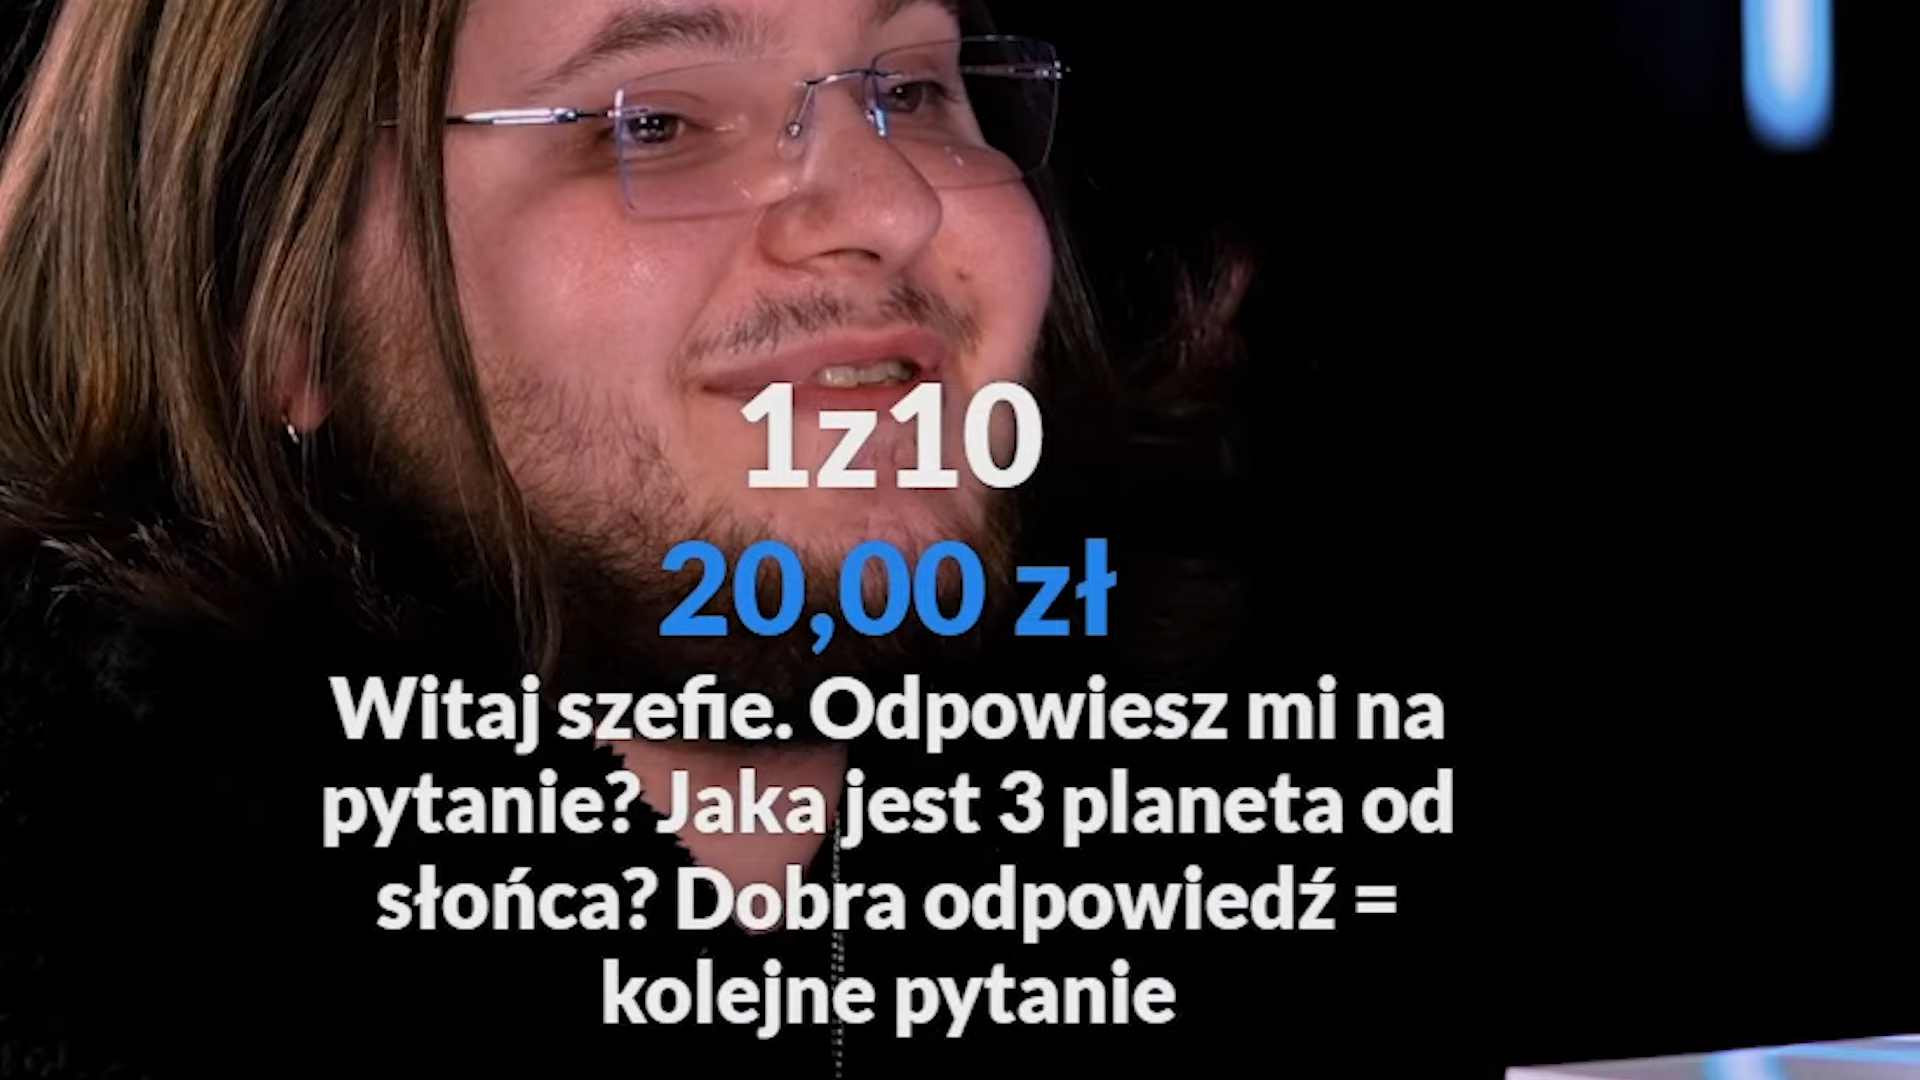 1z10
20,00 zł
Witaj szefie. Odpowiesz mi na
pytanie? Jaka jest 3 planeta od
słońca? Dobra odpowiedź =
kolejne pytanie